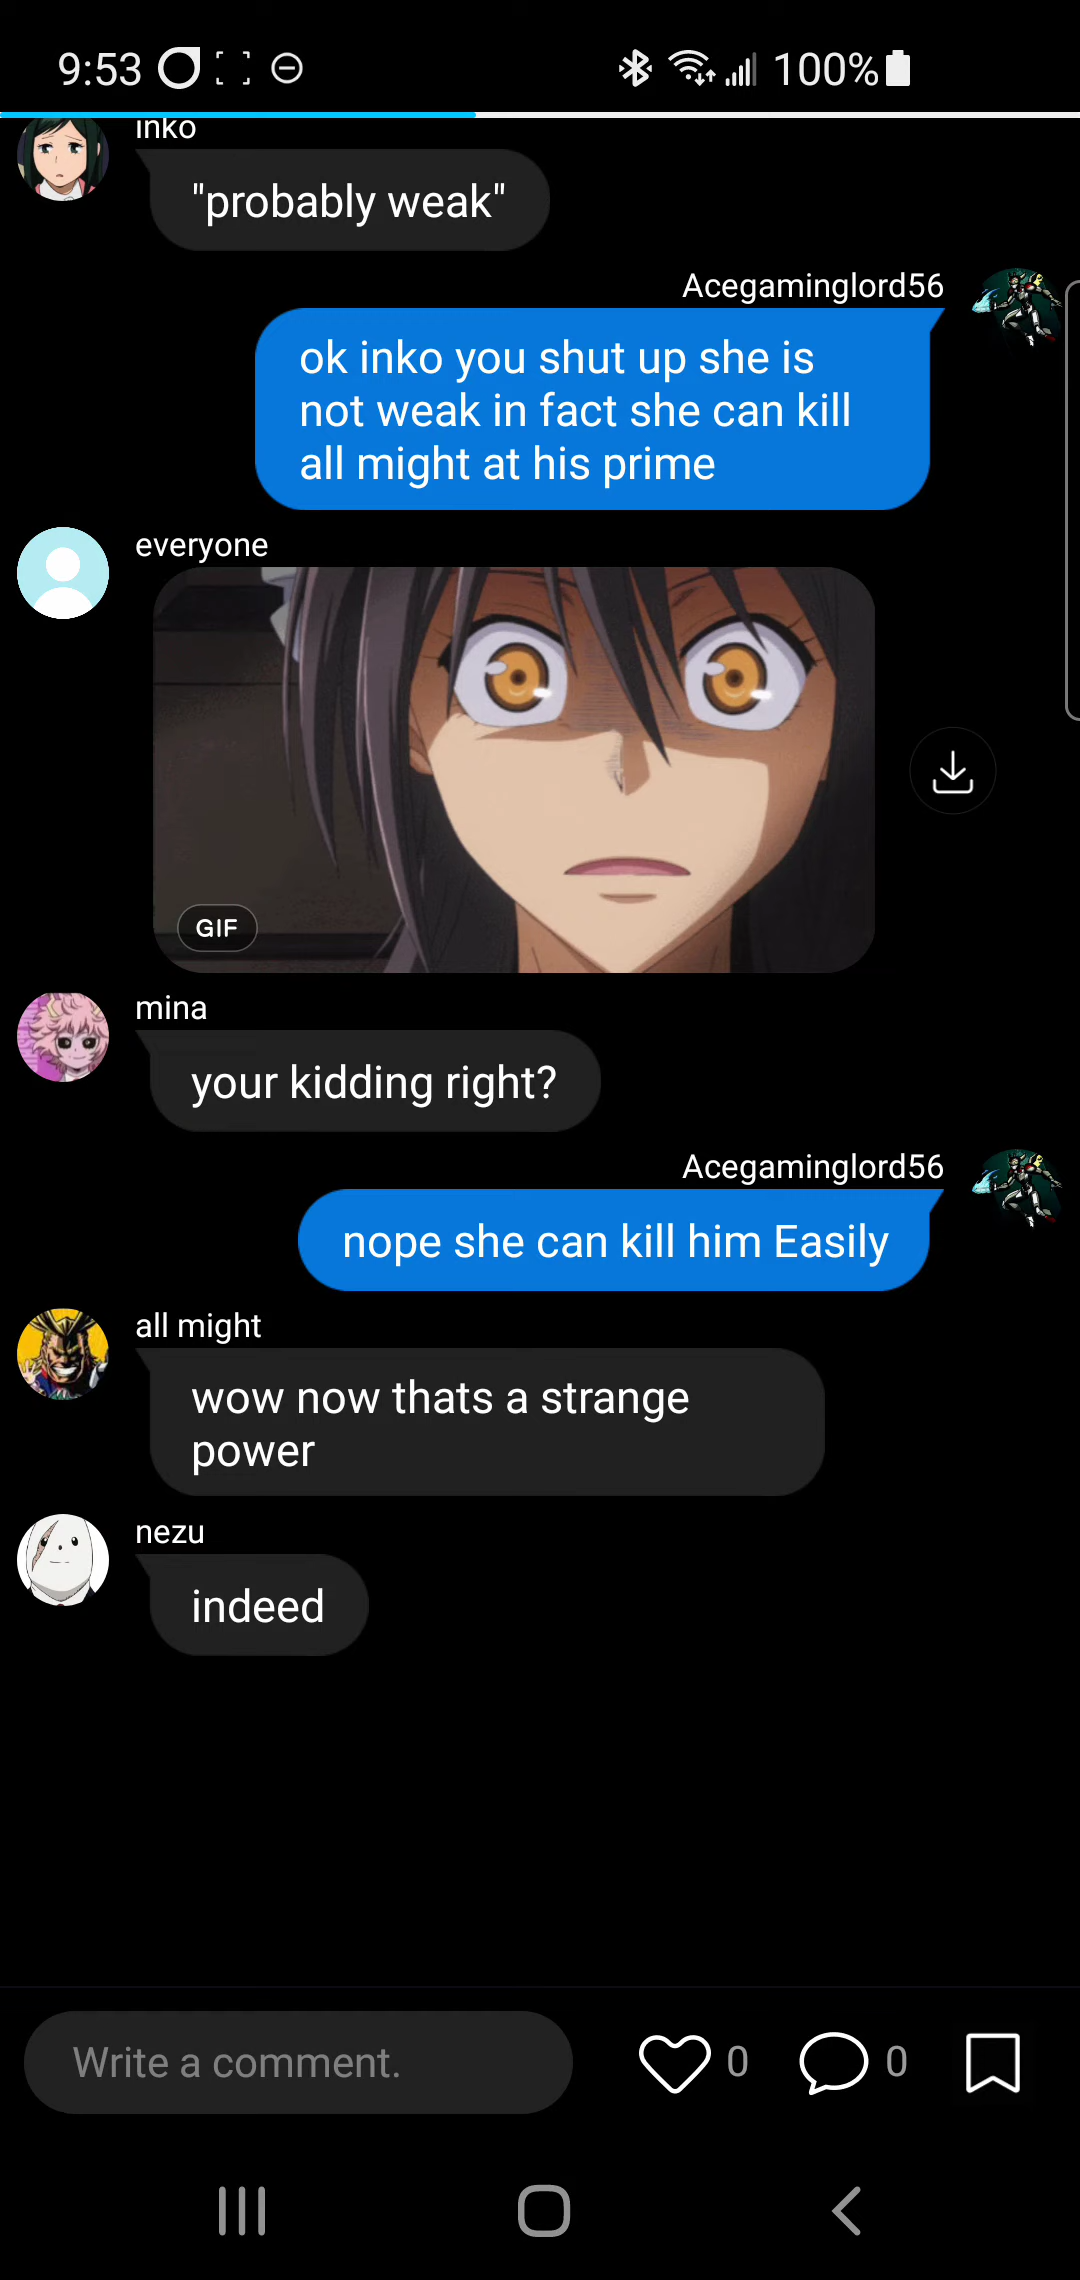 9:53
100%
inko
"probably weak"
Acegaminglord56
ok inko you shut up she is
not weak in fact she can kill
all might at his prime
everyone
GIF
mina
your kidding right?
Acegaminglord56
nope she can kill him Easily
all might
wow now thats a strange
power
nezu
indeed
Write a comment.
0
0